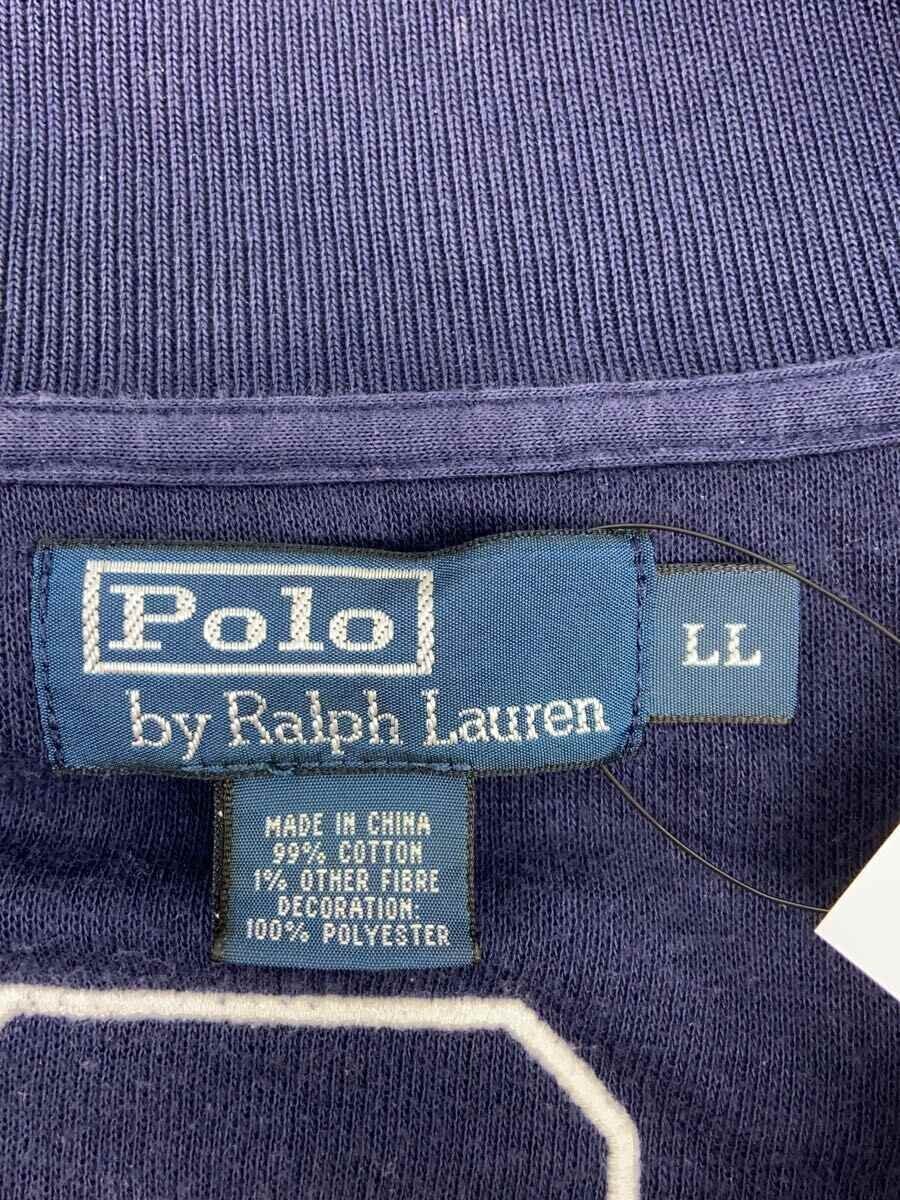 Polo
by Ralph Lauren
LL
MADE IN CHINA
99% COTTON
1% OTHER FIBRE
DECORATION:
100% POLYESTER